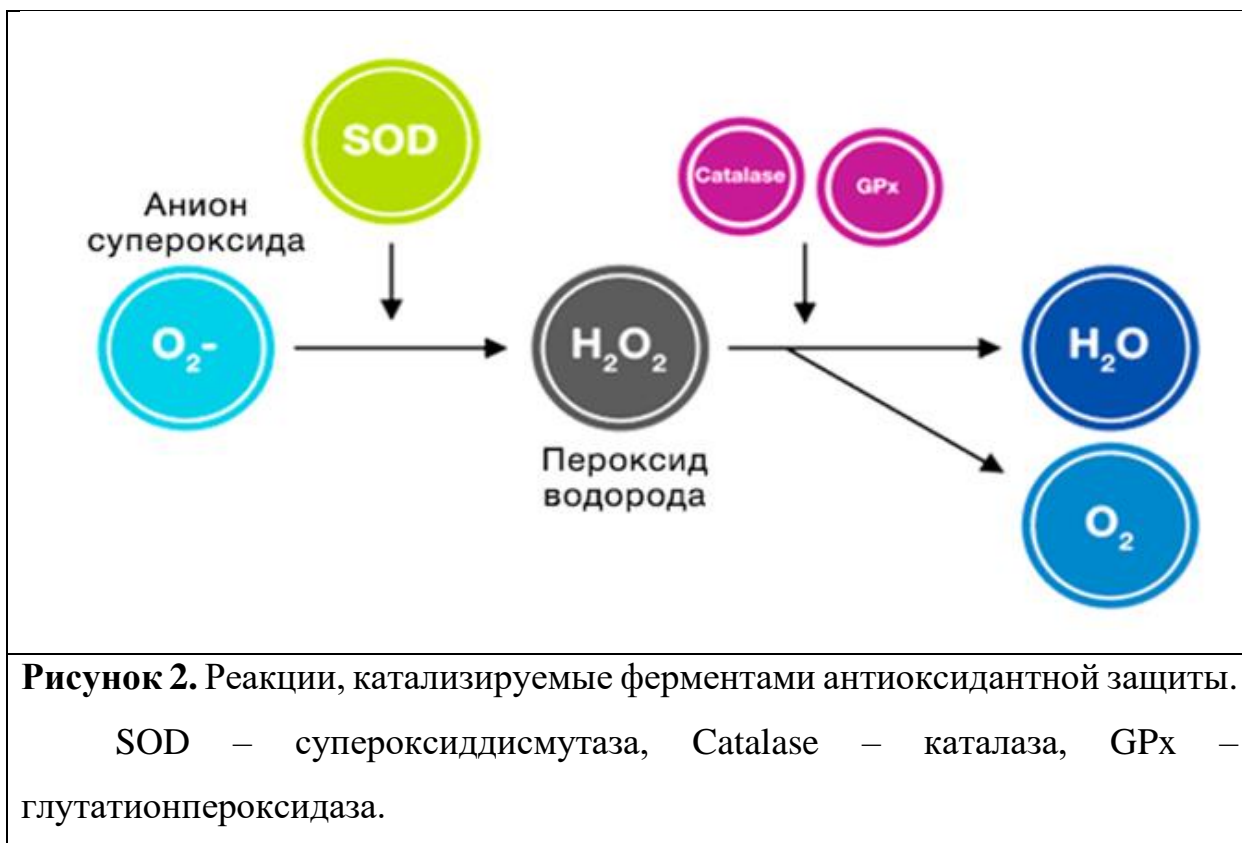 SOD
Catalase
GPx
Анион
супероксида
O₂-
H₂O₂
H₂O
Пероксид
водорода
O₂
Рисунок 2. Реакции, катализируемые ферментами антиоксидантной защиты.
SOD – супероксиддисмутаза, Catalase – каталаза, GPx –
глутатионпероксидаза.